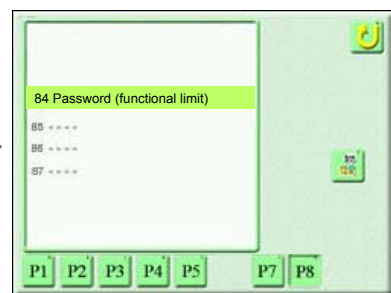 84 Password (functional limit)
85 ----
86 ----
87 ----
P1 P2 P3 P4 P5 P7 P8